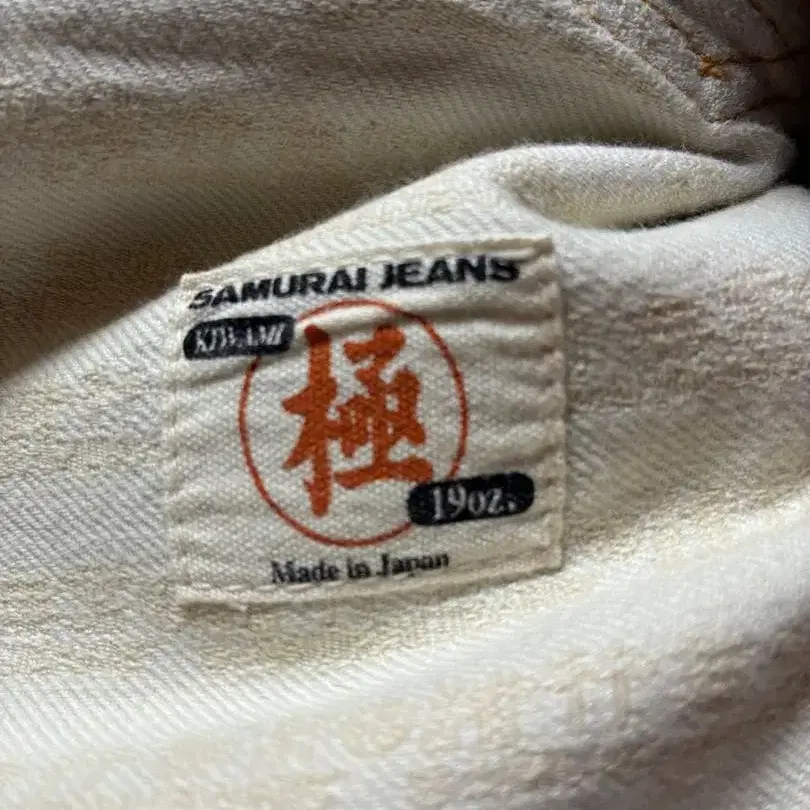 SAMURAI JEANS
KIWAMI
極
19oz.
Made in Japan